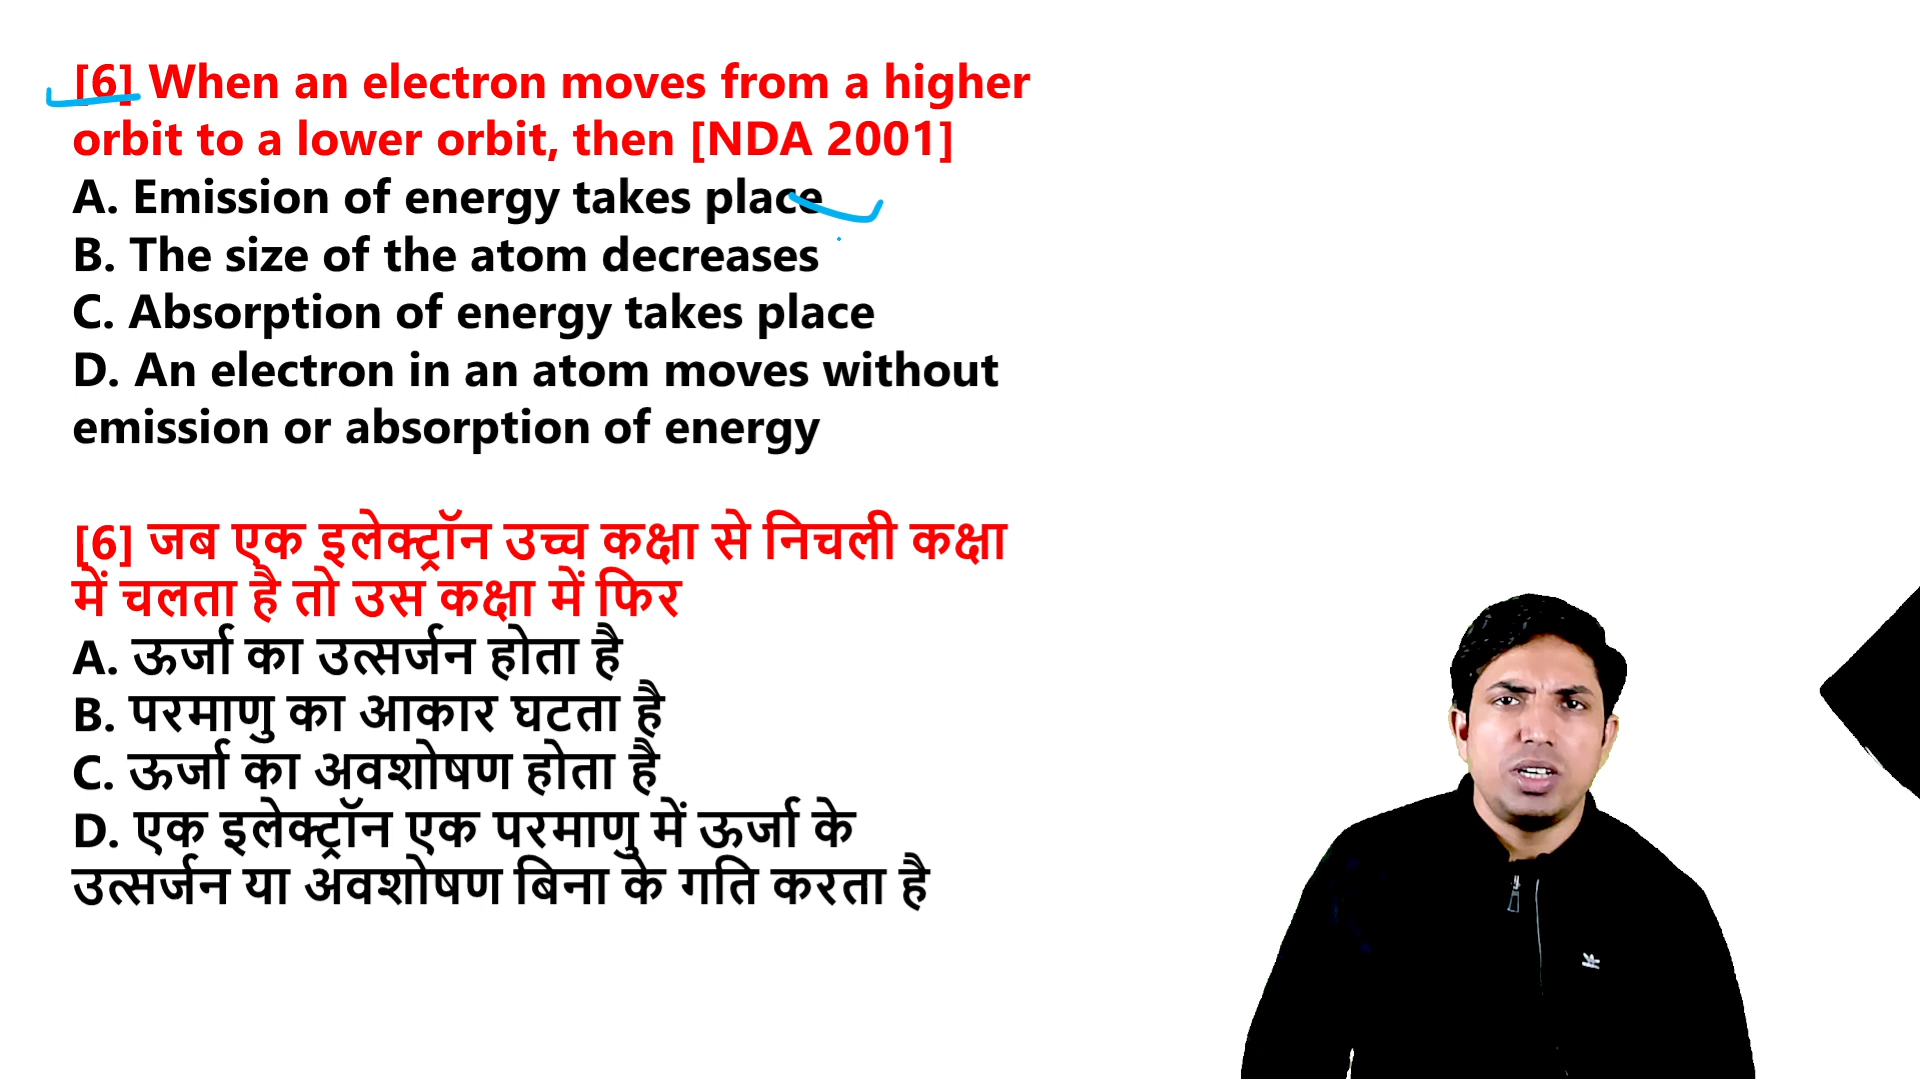 [6] When an electron moves from a higher
orbit to a lower orbit, then [NDA 2001]
A. Emission of energy takes place
B. The size of the atom decreases
C. Absorption of energy takes place
D. An electron in an atom moves without
emission or absorption of energy
[6] जब एक इलेक्ट्रॉन उच्च कक्षा से निचली कक्षा
में चलता है तो उस कक्षा में फिर
A. ऊर्जा का उत्सर्जन होता है
B. परमाणु का आकार घटता है
C. ऊर्जा का अवशोषण होता है
D. एक इलेक्ट्रॉन एक परमाणु में ऊर्जा के
उत्सर्जन या अवशोषण बिना के गति करता है